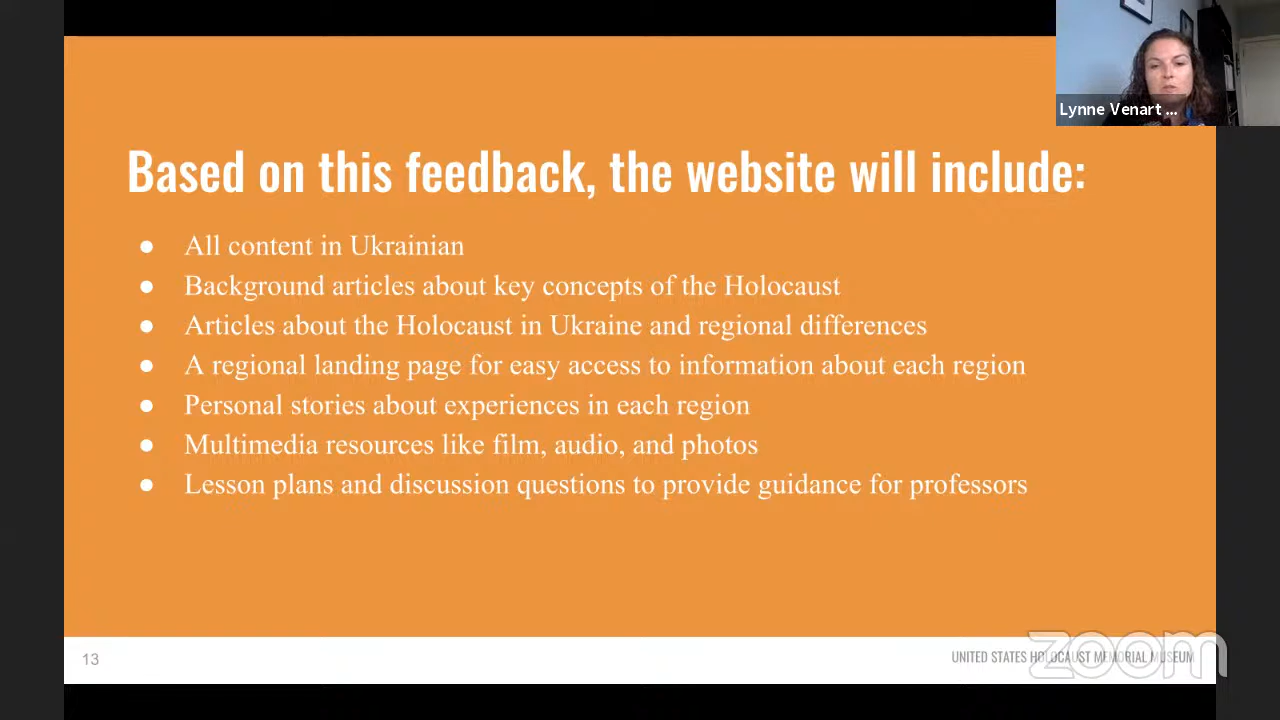 Lynne Venart ...
Based on this feedback, the website will include:
● All content in Ukrainian
● Background articles about key concepts of the Holocaust
● Articles about the Holocaust in Ukraine and regional differences
● A regional landing page for easy access to information about each region
● Personal stories about experiences in each region
● Multimedia resources like film, audio, and photos
● Lesson plans and discussion questions to provide guidance for professors
13
UNITED STATES HOLOCAUST MEMORIAL MUSEUM
zoom